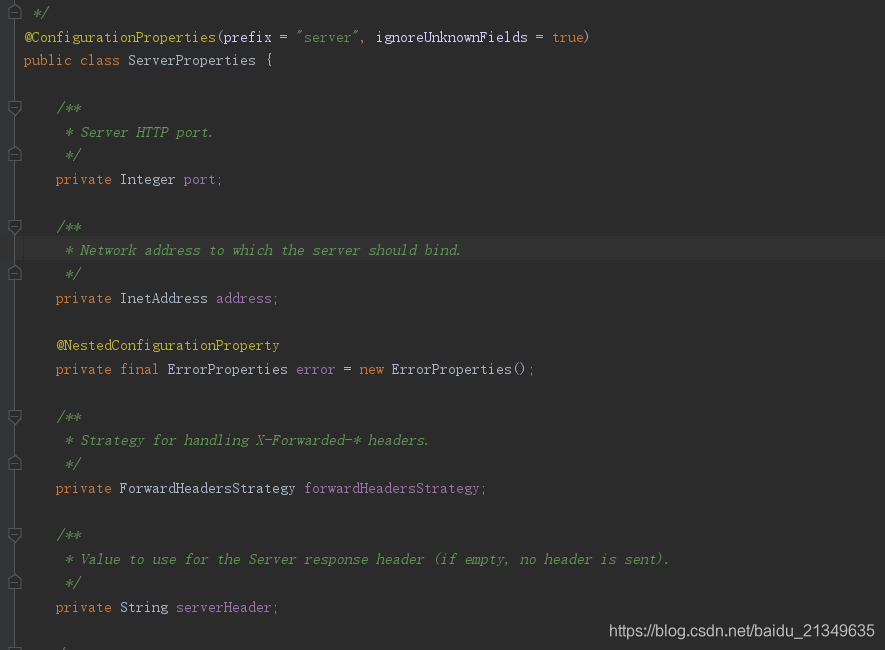 */
@ConfigurationProperties(prefix = "server", ignoreUnknownFields = true)
public class ServerProperties {
/**
* Server HTTP port.
*/
private Integer port;
/**
* Network address to which the server should bind.
*/
private InetAddress address;
@NestedConfigurationProperty
private final ErrorProperties error = new ErrorProperties();
/**
* Strategy for handling X-Forwarded-* headers.
*/
private ForwardHeadersStrategy forwardHeadersStrategy;
/**
* Value to use for the Server response header (if empty, no header is sent).
*/
private String serverHeader;
https://blog.csdn.net/baidu_21349635